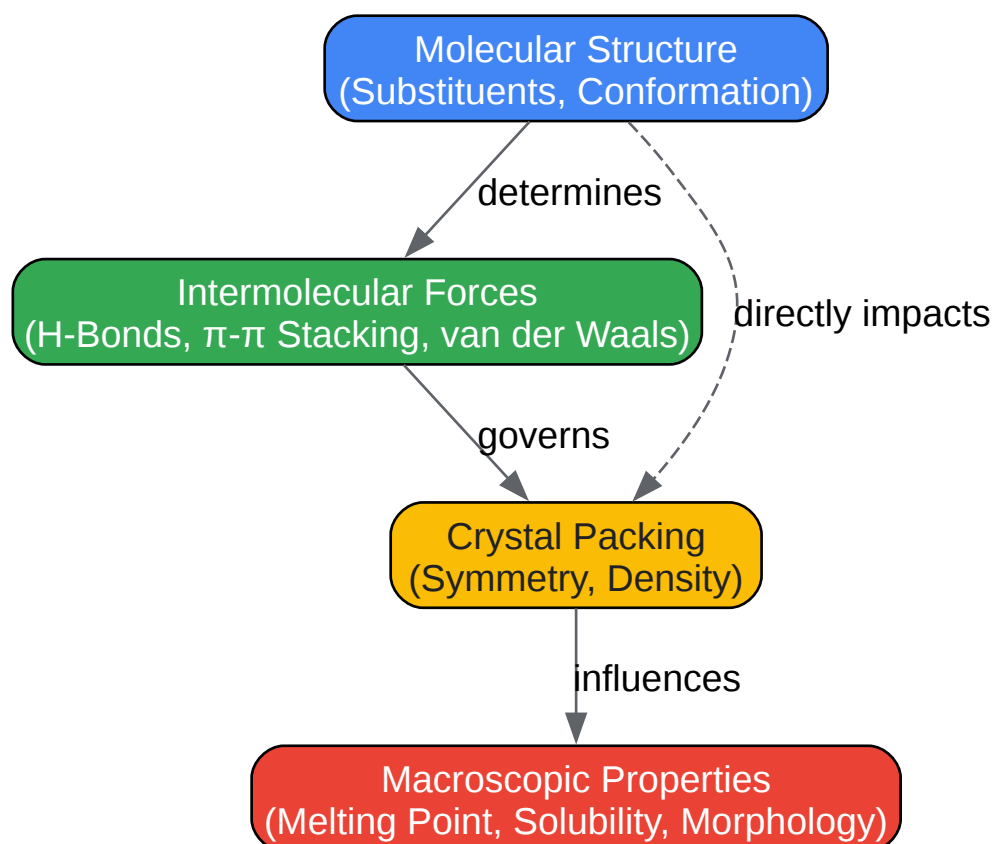 Molecular Structure
(Substituents, Conformation)
determines
Intermolecular Forces
(H-Bonds, π-π Stacking, van der Waals)
directly impacts
governs
Crystal Packing
(Symmetry, Density)
influences
Macroscopic Properties
(Melting Point, Solubility, Morphology)